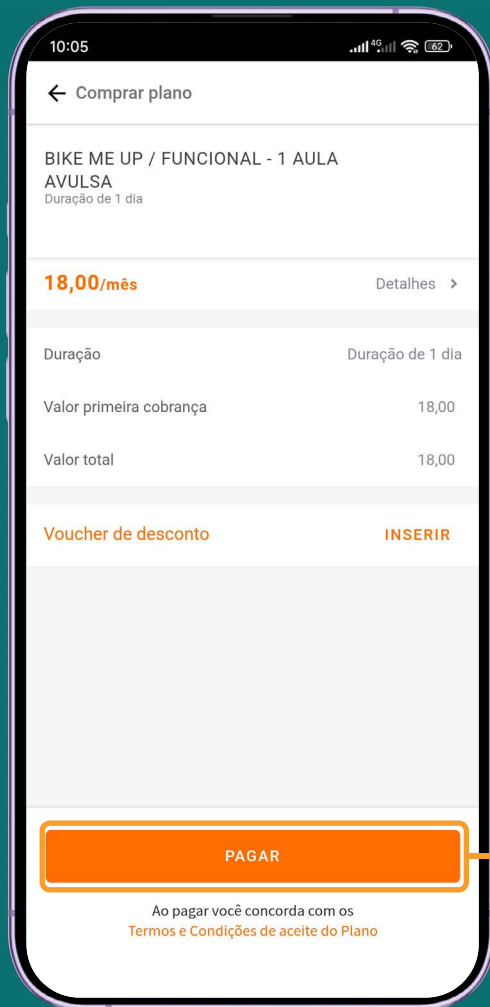 10:05
4G
62
Comprar plano
BIKE ME UP / FUNCIONAL - 1 AULA
AVULSA
Duração de 1 dia
18,00/mês
Detalhes
Duração
Duração de 1 dia
Valor primeira cobrança
18,00
Valor total
18,00
Voucher de desconto
INSERIR
PAGAR
Ao pagar você concorda com os
Termos e Condições de aceite do Plano